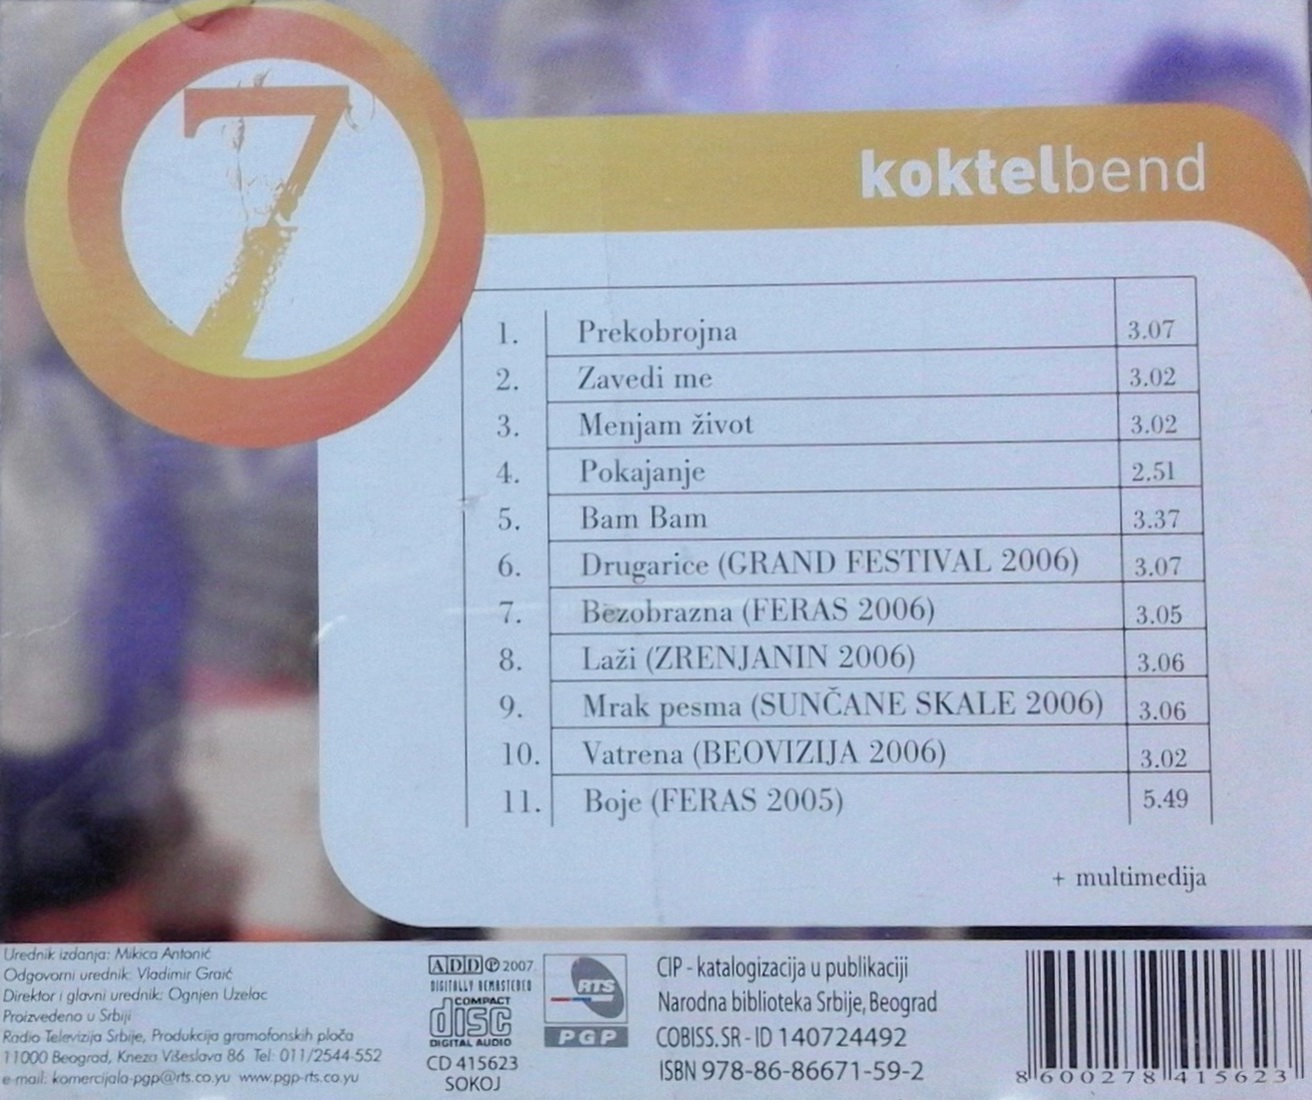 7
koktelbend
1. Prekobrojna 3.07
2. Zavedi me 3.02
3. Menjam život 3.02
4. Pokajanje 2.51
5. Bam Bam 3.37
6. Drugarice (GRAND FESTIVAL 2006) 3.07
7. Bezobrazna (FERAS 2006) 3.05
8. Laži (ZRENJANIN 2006) 3.06
9. Mrak pesma (SUNČANE SKALE 2006) 3.06
10. Vatrena (BEOVIZIJA 2006) 3.02
11. Boje (FERAS 2005) 5.49
+ multimedija
Urednik izdanja: Mikica Antonić
Odgovorni urednik: Vladimir Graić
Direktor i glavni urednik: Ognjen Uzelac
Proizvedeno u Srbiji
Radio Televizija Srbije, Produkcija gramofonskih ploča
11000 Beograd, Kneza Višeslava 86 Tel: 011/2544-552
e-mail: komercijala-pgp@rts.co.yu www.pgp-rts.co.yu
ADD ℗ 2007
DIGITALLY REMASTERED
COMPACT
disc
DIGITAL AUDIO
CD 415623
SOKOJ
RTS
PGP
CIP - katalogizacija u publikaciji
Narodna biblioteka Srbije, Beograd
COBISS.SR - ID 140724492
ISBN 978-86-86671-59-2
8 600278 415623